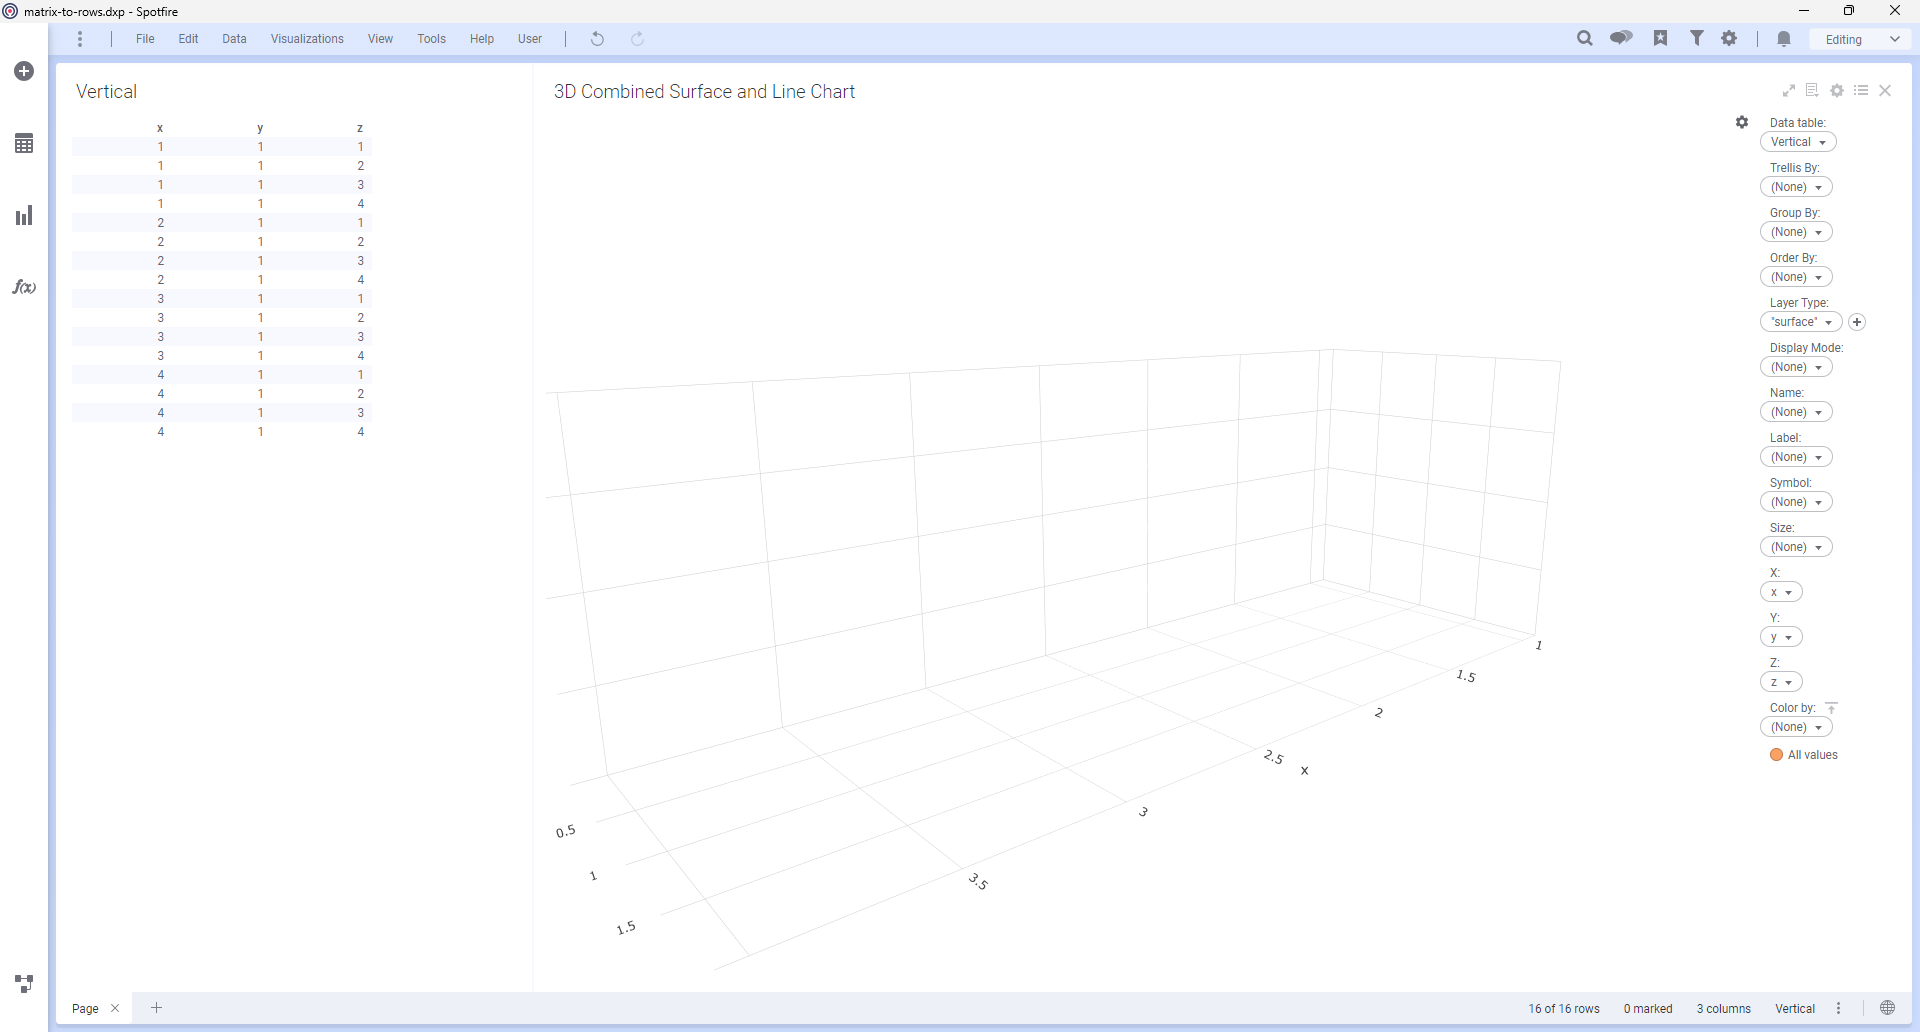 matrix-to-rows.dxp - Spotfire
File Edit Data Visualizations View Tools Help User Editing
Vertical
x y z
1 1 1
1 1 2
1 1 3
1 1 4
2 1 1
2 1 2
2 1 3
2 1 4
3 1 1
3 1 2
3 1 3
3 1 4
4 1 1
4 1 2
4 1 3
4 1 4
3D Combined Surface and Line Chart
1
1.5
2
2.5 x
3
3.5
0.5
1
1.5
Data table:
Vertical
Trellis By:
(None)
Group By:
(None)
Order By:
(None)
Layer Type:
"surface"
Display Mode:
(None)
Name:
(None)
Label:
(None)
Symbol:
(None)
Size:
(None)
X:
x
Y:
y
Z:
z
Color by:
(None)
All values
f(x)
Page
16 of 16 rows 0 marked 3 columns Vertical